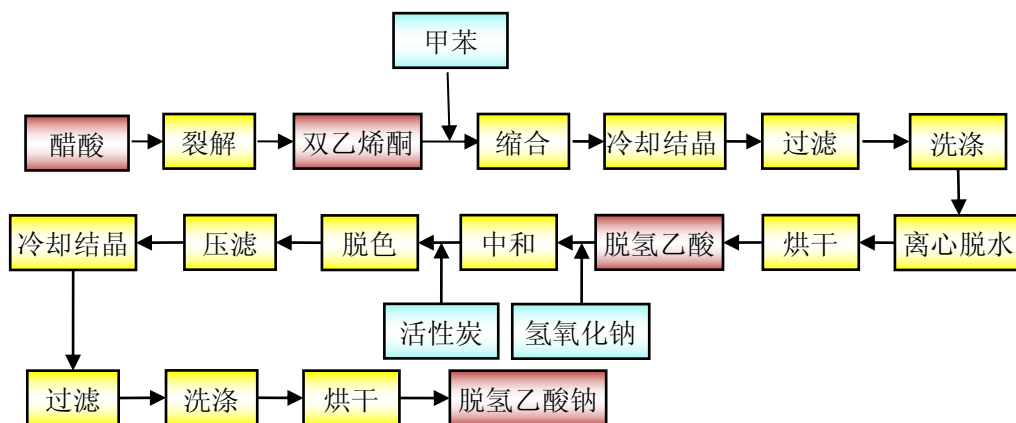 甲苯
醋酸
裂解
双乙烯酮
缩合
冷却结晶
过滤
洗涤
离心脱水
烘干
脱氢乙酸
中和
脱色
压滤
冷却结晶
活性炭
氢氧化钠
过滤
洗涤
烘干
脱氢乙酸钠